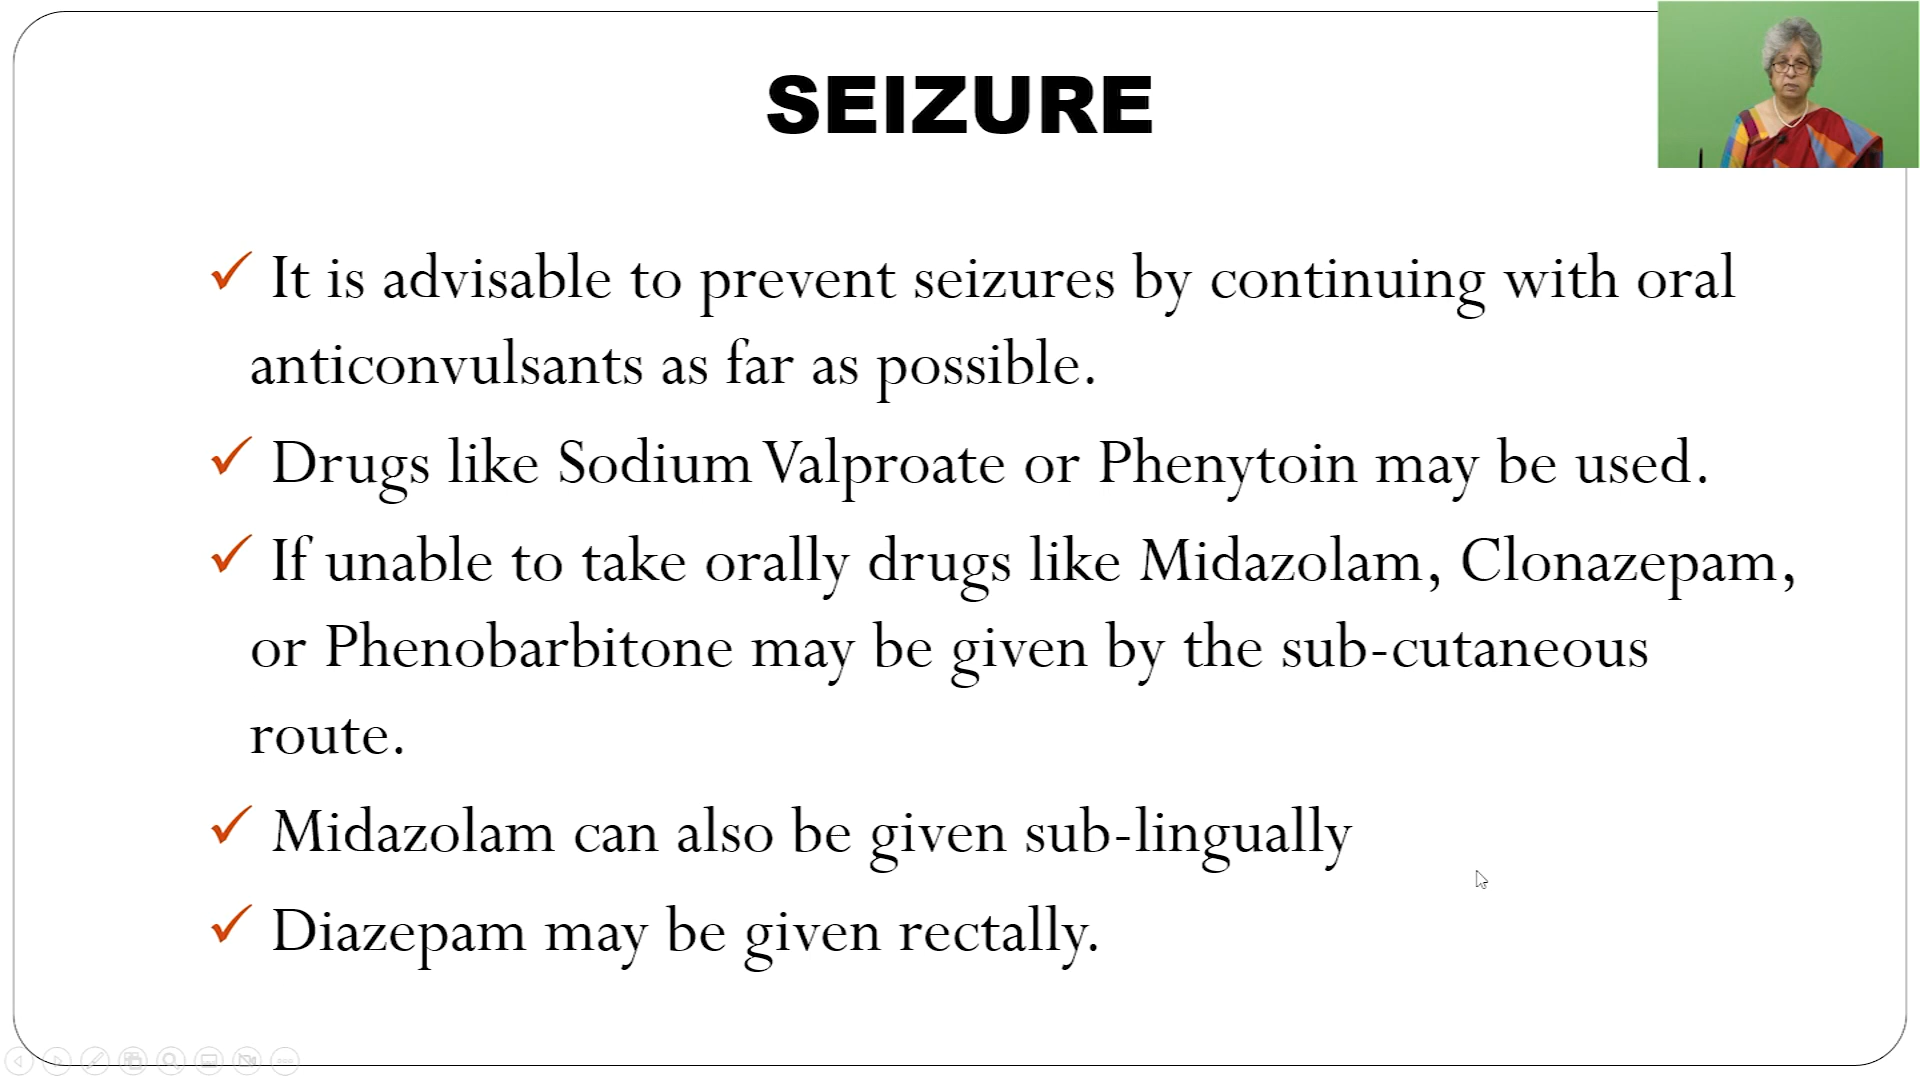 SEIZURE
✓ It is advisable to prevent seizures by continuing with oral
anticonvulsants as far as possible.
✓ Drugs like Sodium Valproate or Phenytoin may be used.
✓ If unable to take orally drugs like Midazolam, Clonazepam,
or Phenobarbitone may be given by the sub-cutaneous
route.
✓ Midazolam can also be given sub-lingually
✓ Diazepam may be given rectally.